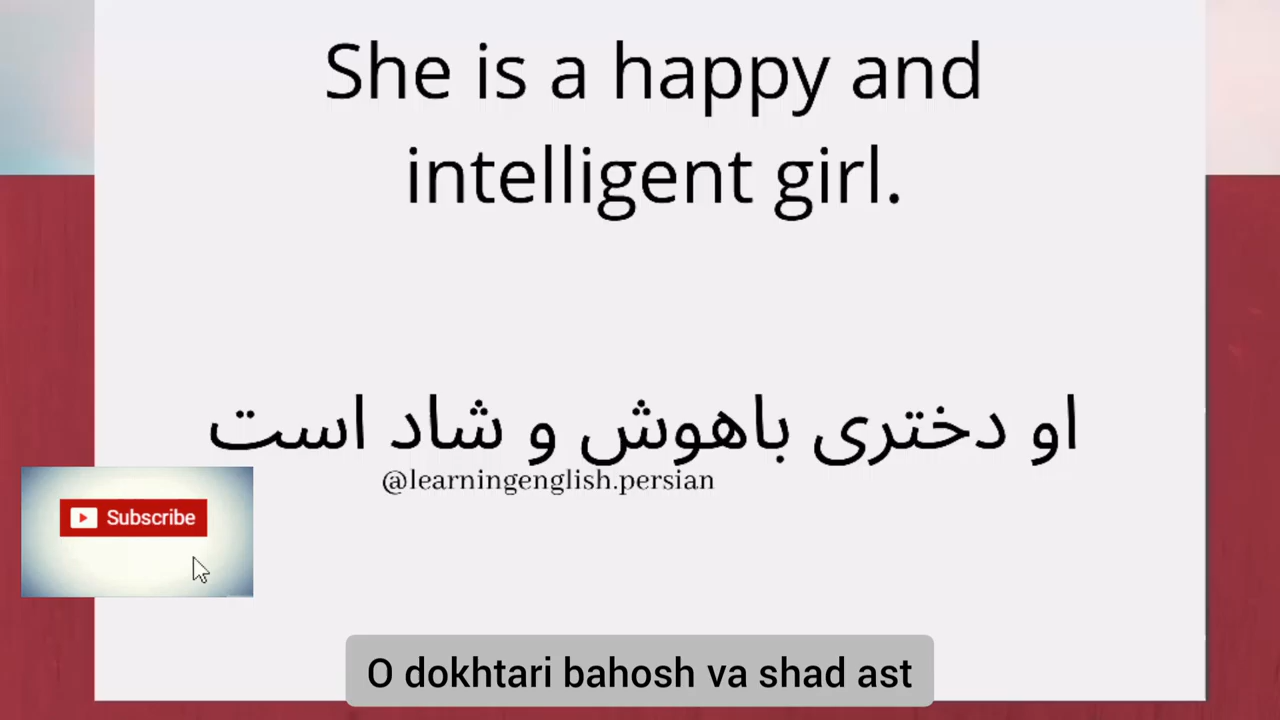 She is a happy and
intelligent girl.
او دختری باهوش و شاد است
@learningenglish.persian
Subscribe
O dokhtari bahosh va shad ast